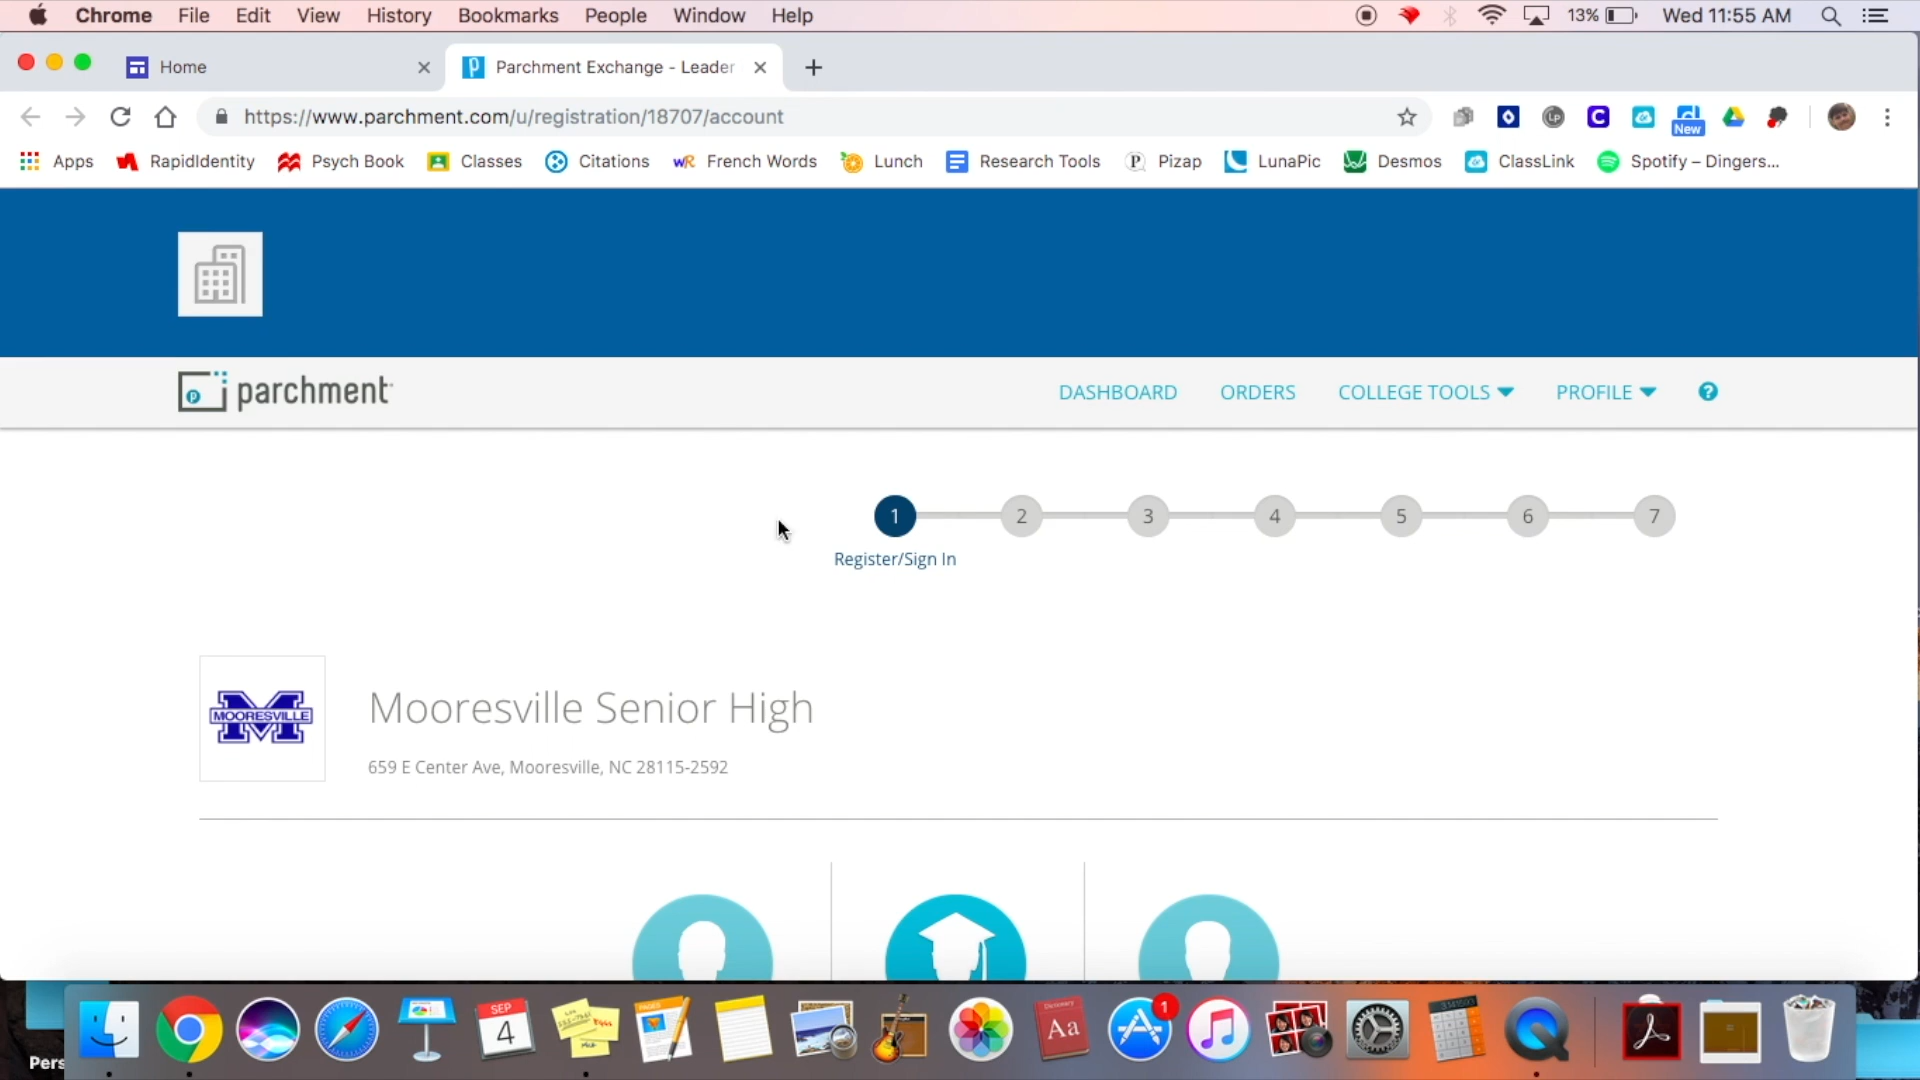 Chrome File Edit View History Bookmarks People Window Help 13% Wed 11:55 AM
Home Parchment Exchange - Leader
https://www.parchment.com/u/registration/18707/account New
Apps RapidIdentity Psych Book Classes Citations French Words Lunch Research Tools Pizap LunaPic Desmos ClassLink Spotify – Dingers...
parchment DASHBOARD ORDERS COLLEGE TOOLS PROFILE ?
1 2 3 4 5 6 7
Register/Sign In
MOORESVILLE
Mooresville Senior High
659 E Center Ave, Mooresville, NC 28115-2592
SEP
4
PAGES
Dictionary
Aa
1
Pers